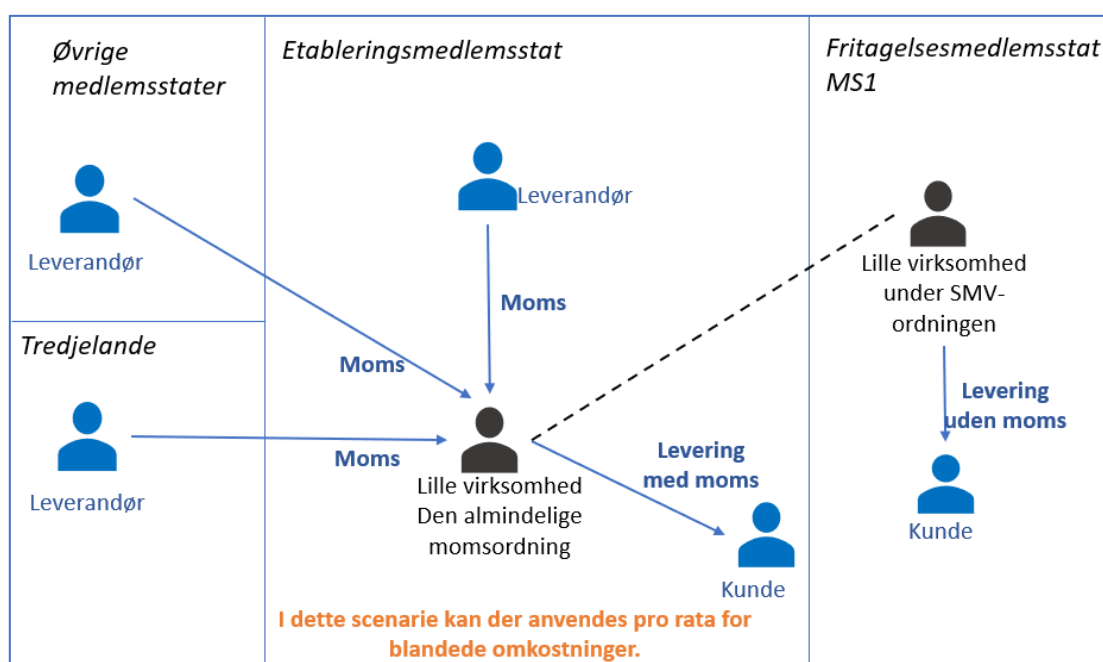 Øvrige
medlemsstater
Leverandør
Tredjelande
Leverandør
Etableringsmedlemsstat
Leverandør
Moms
Moms
Moms
Lille virksomhed
Den almindelige
momsordning
Levering
med moms
Kunde
I dette scenarie kan der anvendes pro rata for
blandede omkostninger.
Fritagelsesmedlemsstat
MS1
Lille virksomhed
under SMV-
ordningen
Levering
uden moms
Kunde